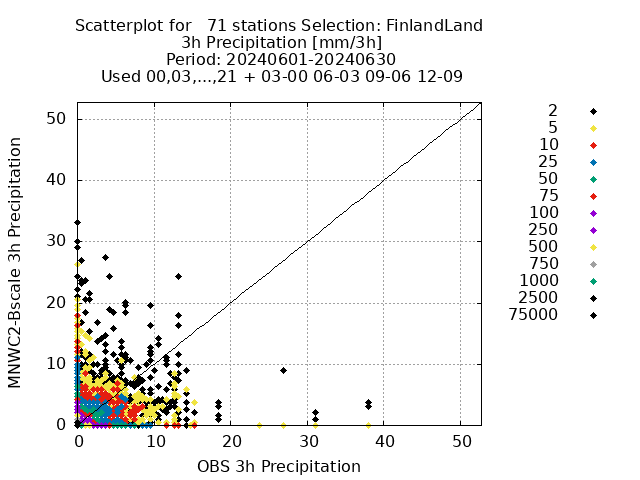 Scatterplot for   71 stations Selection: FinlandLand
3h Precipitation [mm/3h]
Period: 20240601-20240630
Used 00,03,...,21 + 03-00 06-03 09-06 12-09
50
40
30
20
10
0
0 10 20 30 40 50
MNWC2-Bscale 3h Precipitation
OBS 3h Precipitation
2
5
10
25
50
75
100
250
500
750
1000
2500
75000